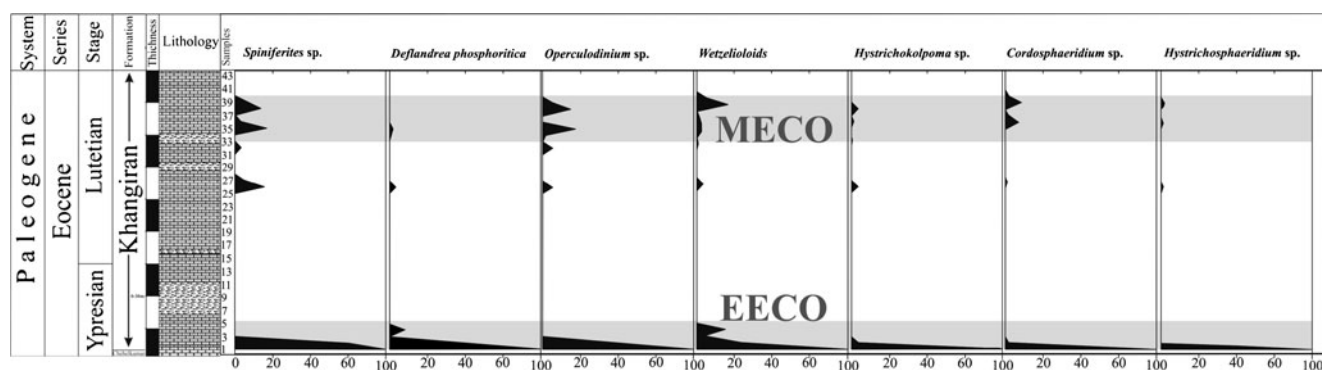 System
Series
Stage
Formation
Thichness
Lithology
Samples
Spiniferites sp.
Deflandrea phosphoritica
Operculodinium sp.
Wetzelioloids
Hystrichokolpoma sp.
Cordosphaeridium sp.
Hystrichosphaeridium sp.
Paleogene
Eocene
Lutetian
Ypresian
Khangiran
43
41
39
37
35
33
31
29
27
25
23
21
19
17
15
13
11
9
7
5
3
1
MECO
EECO
0 20 40 60 100 20 40 60 100 20 40 60 100 20 40 60 100 20 40 60 100 20 40 60 100 20 40 60 100